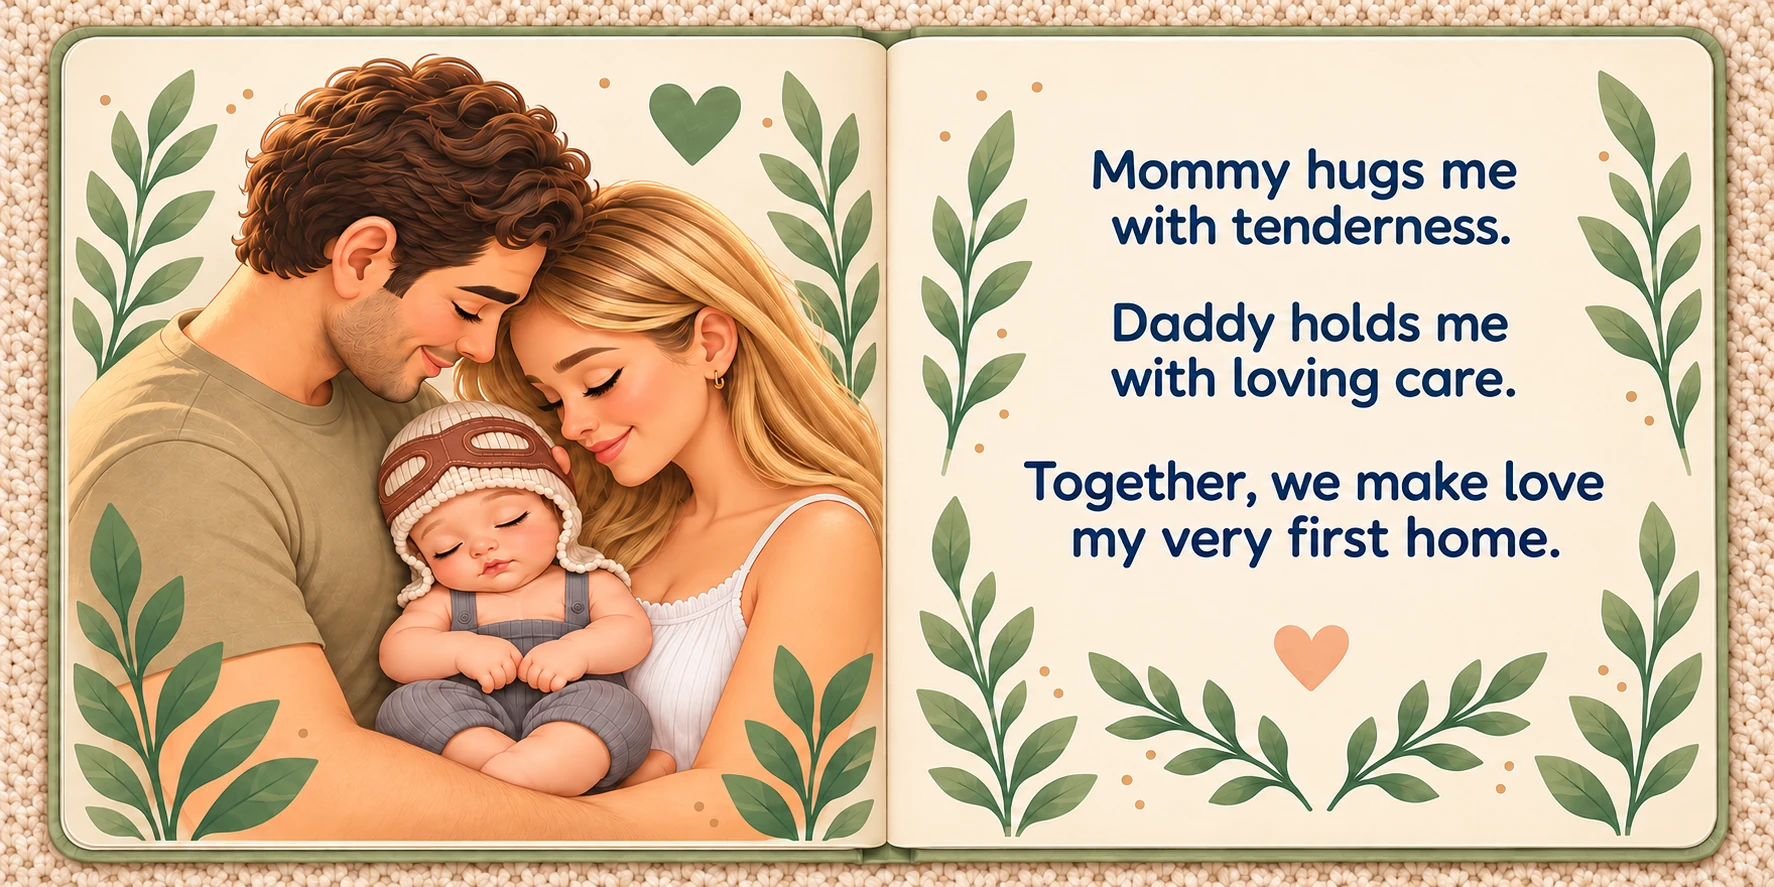 Mommy hugs me
with tenderness.
Daddy holds me
with loving care.
Together, we make love
my very first home.